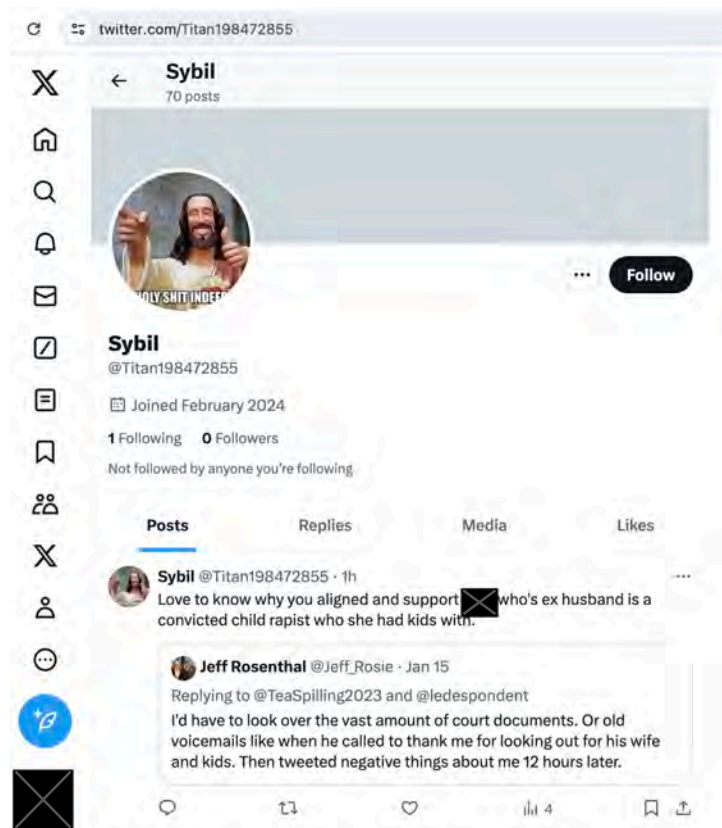 twitter.com/Titan198472855
Sybil
70 posts
HOLY SHIT INDEED
Follow
Sybil
@Titan198472855
Joined February 2024
1 Following 0 Followers
Not followed by anyone you're following
Posts Replies Media Likes
Sybil @Titan198472855 · 1h
Love to know why you aligned and support who's ex husband is a
convicted child rapist who she had kids with.
Jeff Rosenthal @Jeff_Rosie · Jan 15
Replying to @TeaSpilling2023 and @ledespondent
I'd have to look over the vast amount of court documents. Or old
voicemails like when he called to thank me for looking out for his wife
and kids. Then tweeted negative things about me 12 hours later.
4